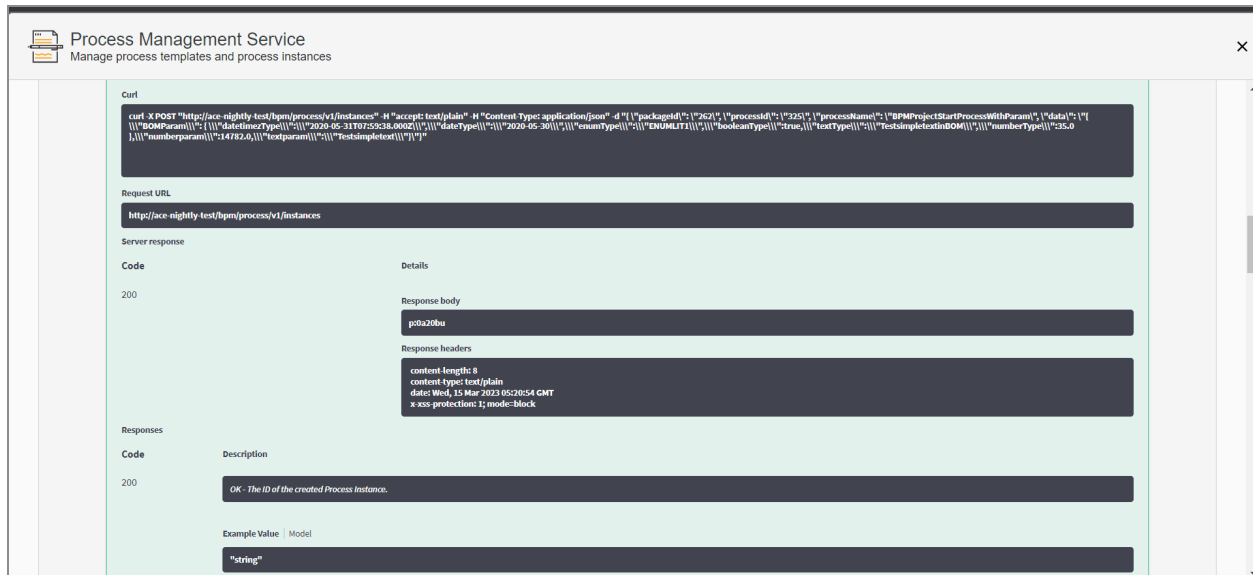 Process Management Service
Manage process templates and process instances
Curl
curl -X POST "http://ace-nightly-test/bpm/process/v1/instances" -H "accept: text/plain" -H "Content-Type: application/json" -d "{ \"packageId\": \"262\", \"processId\": \"325\", \"processName\": \"BPMProjectStartProcessWithParam\", \"data\": \"{
\\\"BOMParam\\\": { \\\"datetimezType\\\":\\\"2020-05-31T07:59:38.000Z\\\",\\\"dateType\\\":\\\"2020-05-30\\\",\\\"enumType\\\":\\\"ENUMLIT1\\\",\\\"booleanType\\\":true,\\\"textType\\\":\\\"TestsimpletextinBOM\\\",\\\"numberType\\\":35.0
},\\\"numberparam\\\":14782.0,\\\"textparam\\\":\\\"Testsimpletext\\\"}\"}"
Request URL
http://ace-nightly-test/bpm/process/v1/instances
Server response
Code Details
200
Response body
p:0a20bu
Response headers
content-length: 8
content-type: text/plain
date: Wed, 15 Mar 2023 05:20:54 GMT
x-xss-protection: 1; mode=block
Responses
Code Description
200
OK - The ID of the created Process Instance.
Example Value | Model
"string"